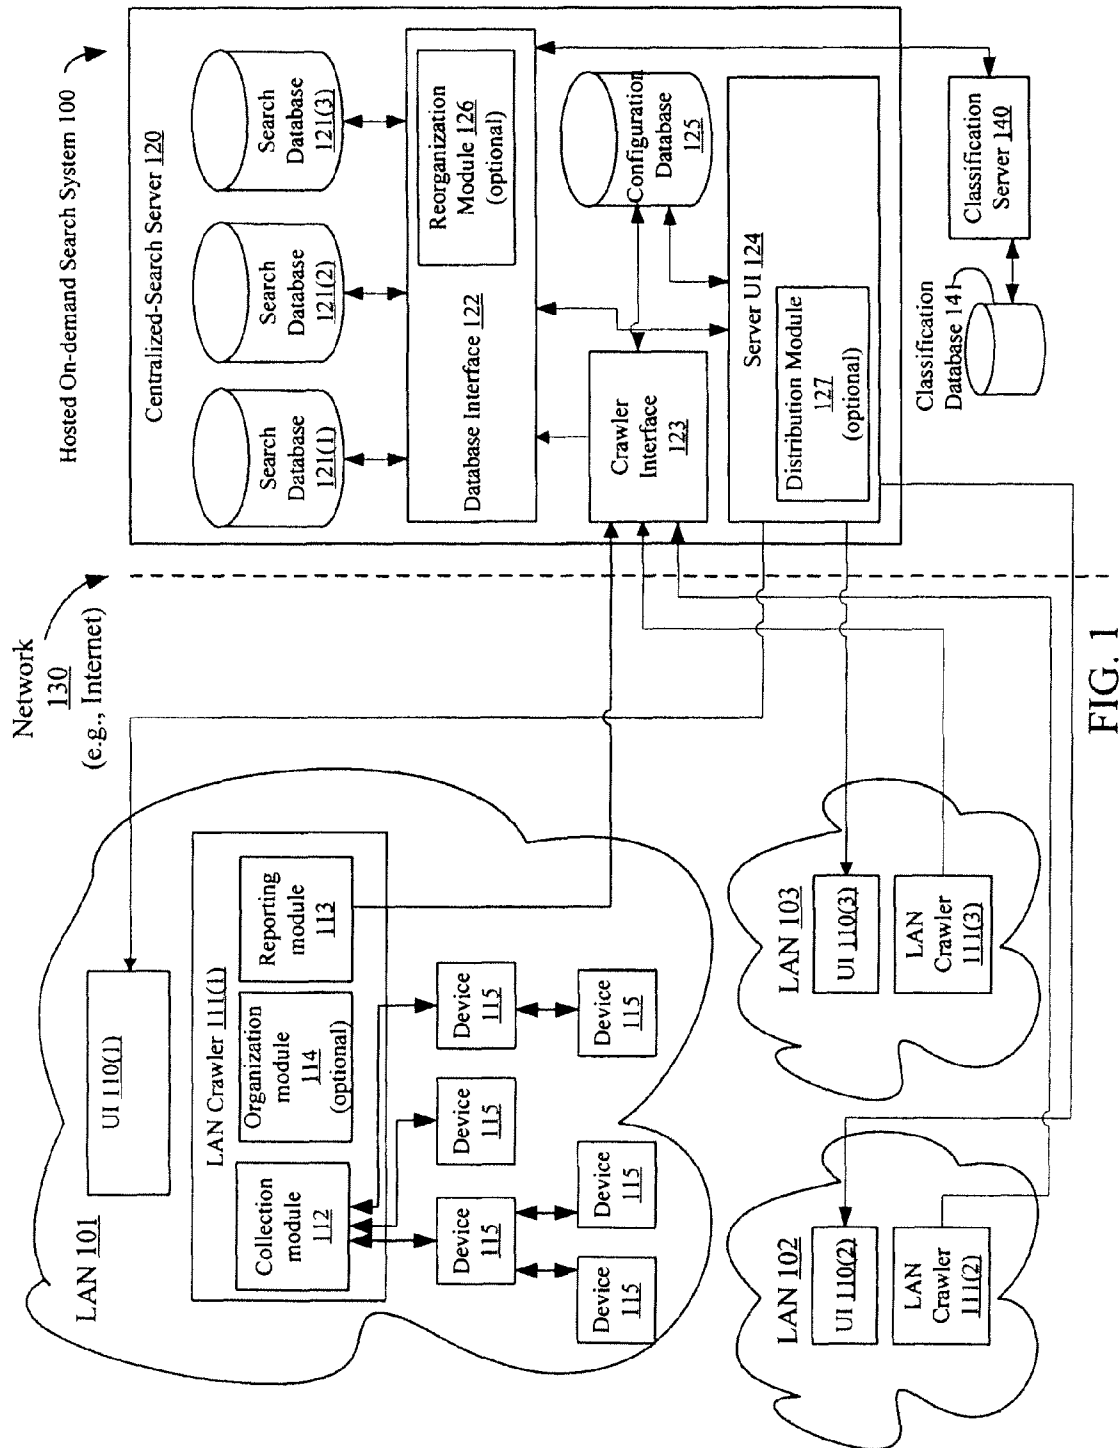 Hosted On-demand Search System 100
Network
130
(e.g., Internet)
LAN 101
UI 110(1)
LAN Crawler 111(1)
Collection
module
112
Organization
module
114
(optional)
Reporting
module
113
Device
115
Device
115
Device
115
Device
115
Device
115
Device
115
LAN 102
UI 110(2)
LAN
Crawler
111(2)
LAN 103
UI 110(3)
LAN
Crawler
111(3)
Centralized-Search Server 120
Search
Database
121(1)
Search
Database
121(2)
Search
Database
121(3)
Database Interface 122
Reorganization
Module 126
(optional)
Crawler
Interface
123
Configuration
Database
125
Server UI 124
Distribution Module
127
(optional)
Classification
Database 141
Classification
Server 140
FIG. 1